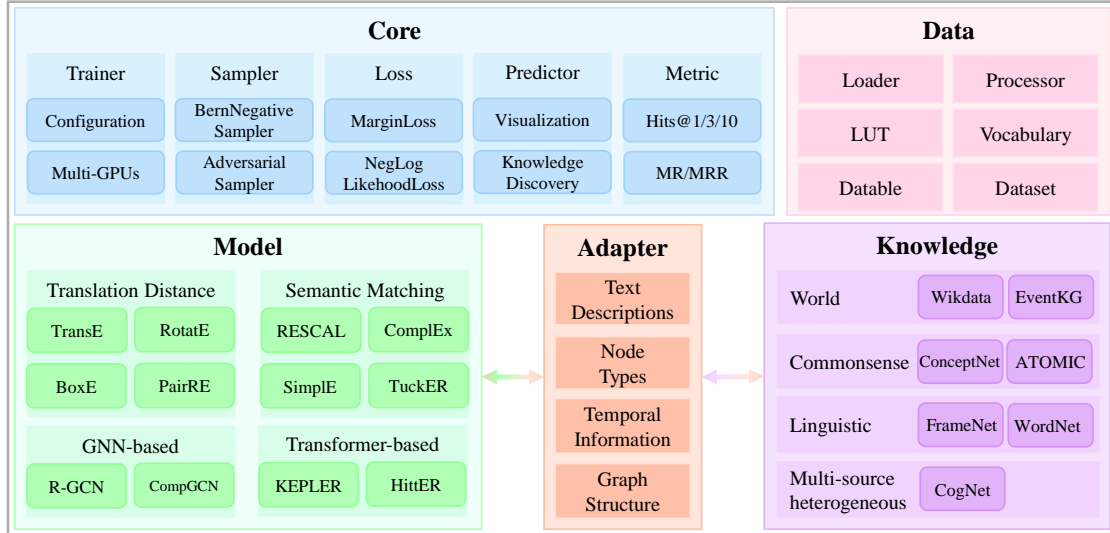 Core
Trainer
Configuration
Multi-GPUs
Sampler
BernNegative
Sampler
Adversarial
Sampler
Loss
MarginLoss
NegLog
LikehoodLoss
Predictor
Visualization
Knowledge
Discovery
Metric
Hits@1/3/10
MR/MRR
Data
Loader
Processor
LUT
Vocabulary
Datable
Dataset
Model
Translation Distance
TransE
RotatE
BoxE
PairRE
Semantic Matching
RESCAL
ComplEx
SimplE
TuckER
GNN-based
R-GCN
CompGCN
Transformer-based
KEPLER
HittER
Adapter
Text
Descriptions
Node
Types
Temporal
Information
Graph
Structure
Knowledge
World
Wikdata
EventKG
Commonsense
ConceptNet
ATOMIC
Linguistic
FrameNet
WordNet
Multi-source
heterogeneous
CogNet